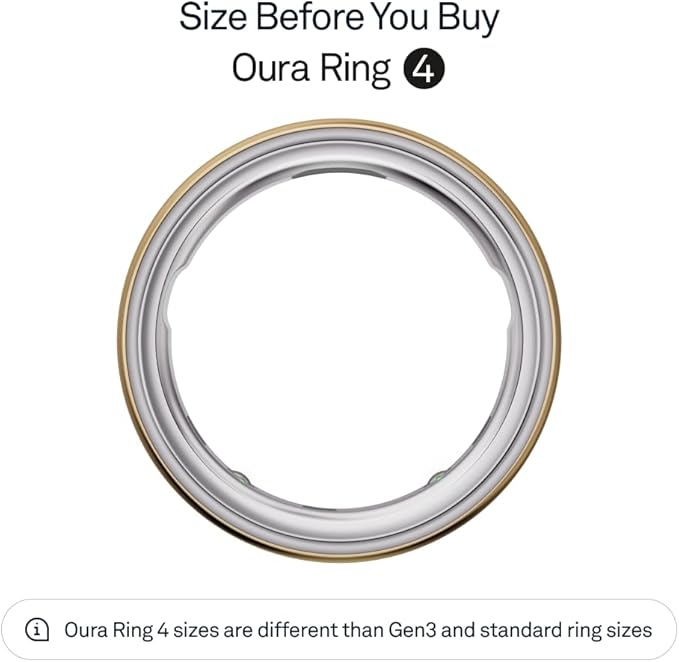 Size Before You Buy
Oura Ring 4
Oura Ring 4 sizes are different than Gen3 and standard ring sizes